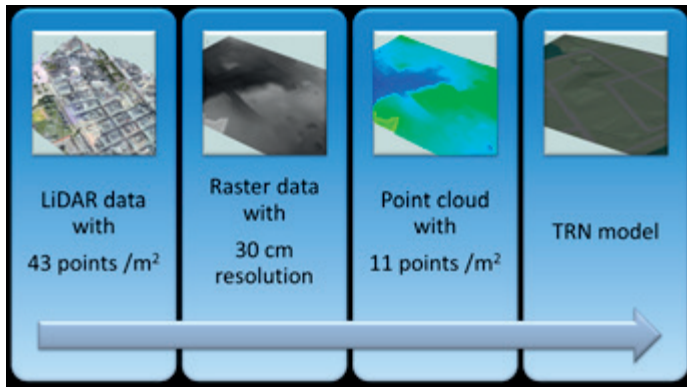 LiDAR data
with
43 points /m²
Raster data
with
30 cm
resolution
Point cloud
with
11 points /m²
TRN model